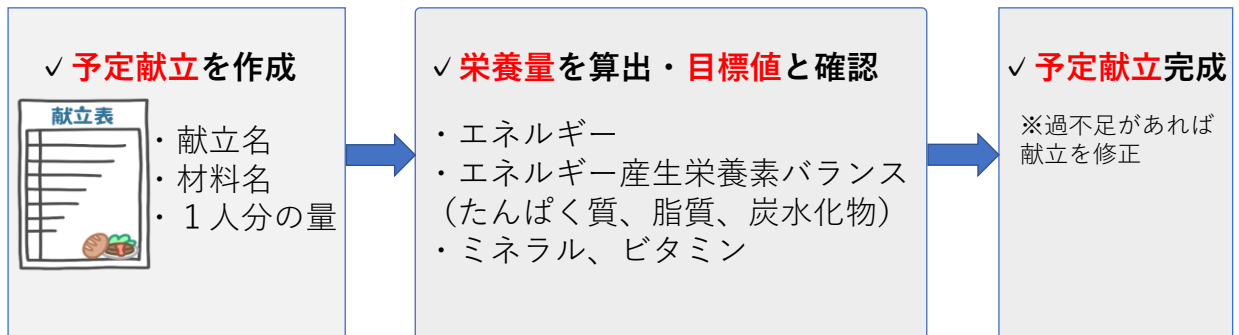 ✓予定献立を作成
献立表
・献立名
・材料名
・１人分の量
✓栄養量を算出・目標値と確認
・エネルギー
・エネルギー産生栄養素バランス
（たんぱく質、脂質、炭水化物）
・ミネラル、ビタミン
✓予定献立完成
※過不足があれば
献立を修正